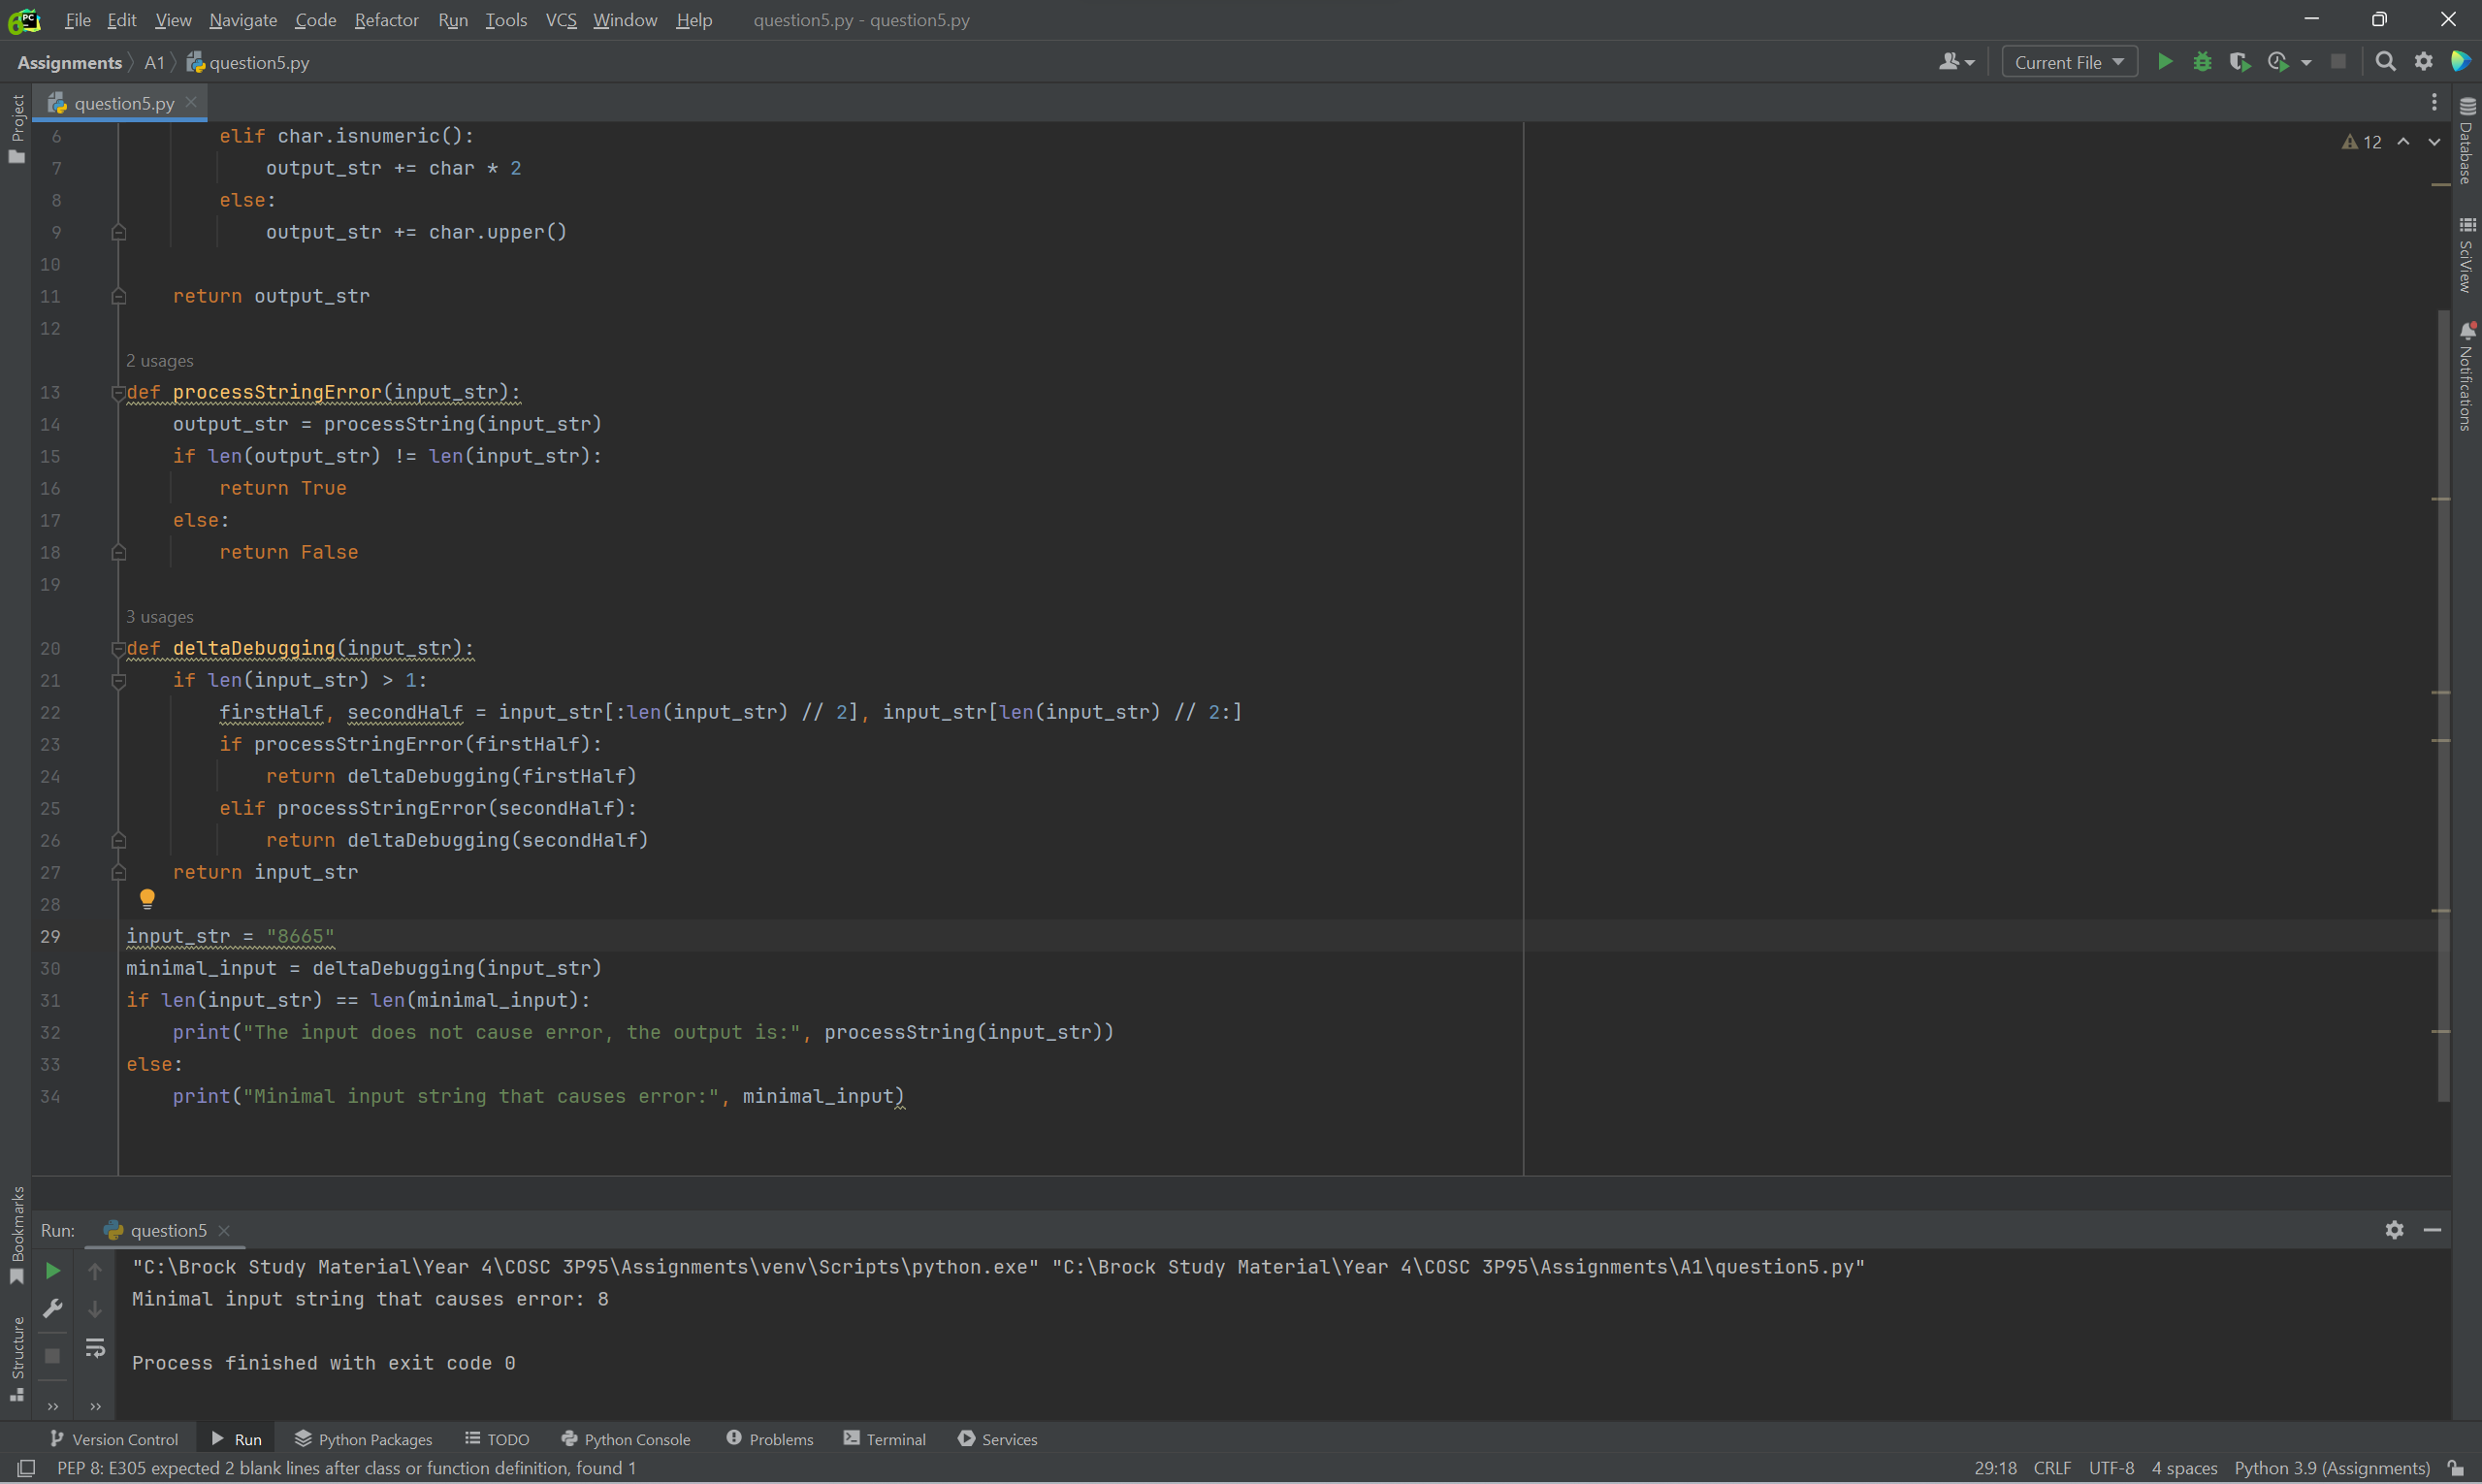 File Edit View Navigate Code Refactor Run Tools VCS Window Help question5.py - question5.py
Assignments A1 question5.py Current File
Project
question5.py
12
Database
SciView
Notifications
6 elif char.isnumeric():
7 output_str += char * 2
8 else:
9 output_str += char.upper()
10
11 return output_str
12
2 usages
13 def processStringError(input_str):
14 output_str = processString(input_str)
15 if len(output_str) != len(input_str):
16 return True
17 else:
18 return False
19
3 usages
20 def deltaDebugging(input_str):
21 if len(input_str) > 1:
22 firstHalf, secondHalf = input_str[:len(input_str) // 2], input_str[len(input_str) // 2:]
23 if processStringError(firstHalf):
24 return deltaDebugging(firstHalf)
25 elif processStringError(secondHalf):
26 return deltaDebugging(secondHalf)
27 return input_str
28
29 input_str = "8665"
30 minimal_input = deltaDebugging(input_str)
31 if len(input_str) == len(minimal_input):
32 print("The input does not cause error, the output is:", processString(input_str))
33 else:
34 print("Minimal input string that causes error:", minimal_input)
Bookmarks
Structure
Run: question5
"C:\Brock Study Material\Year 4\COSC 3P95\Assignments\venv\Scripts\python.exe" "C:\Brock Study Material\Year 4\COSC 3P95\Assignments\A1\question5.py"
Minimal input string that causes error: 8
Process finished with exit code 0
Version Control Run Python Packages TODO Python Console Problems Terminal Services
PEP 8: E305 expected 2 blank lines after class or function definition, found 1 29:18 CRLF UTF-8 4 spaces Python 3.9 (Assignments)